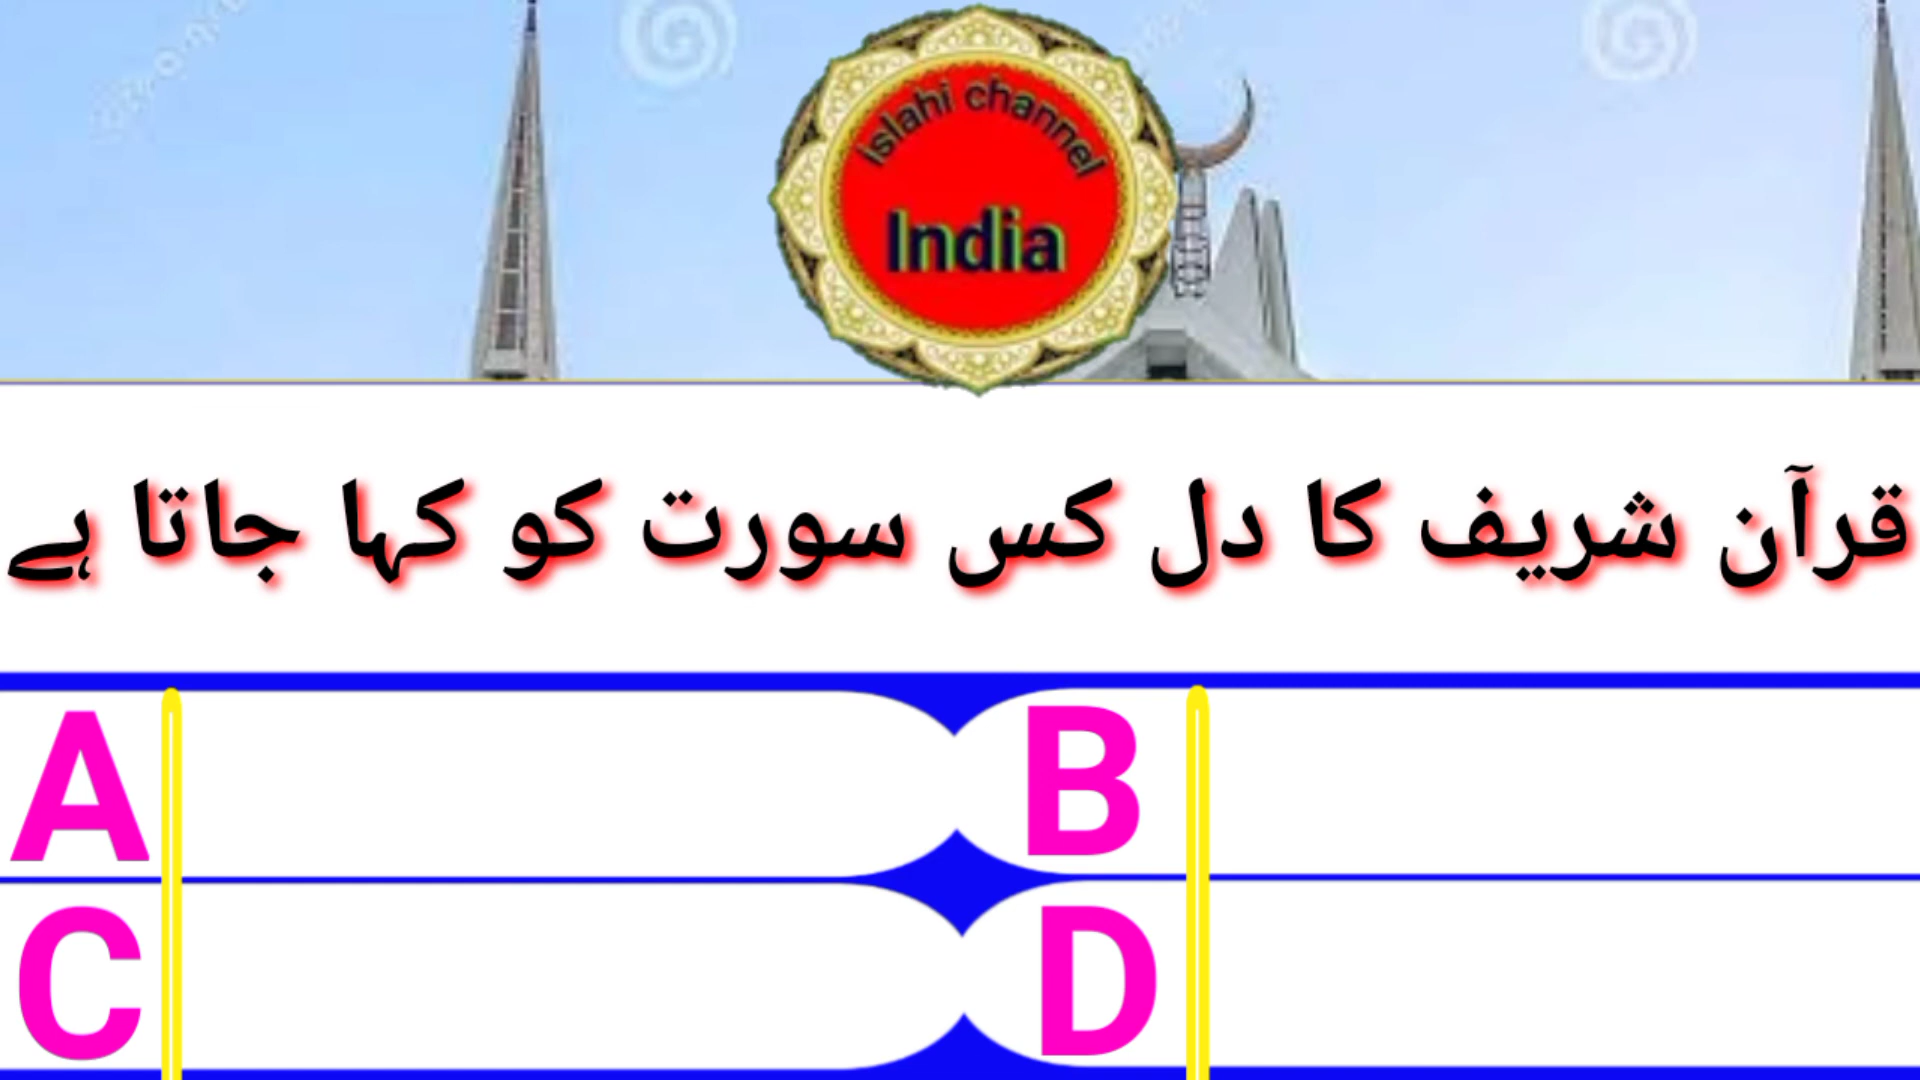 islahi channel
India
قرآن شریف کا دل کس سورت کو کہا جاتا ہے
A
B
C
D